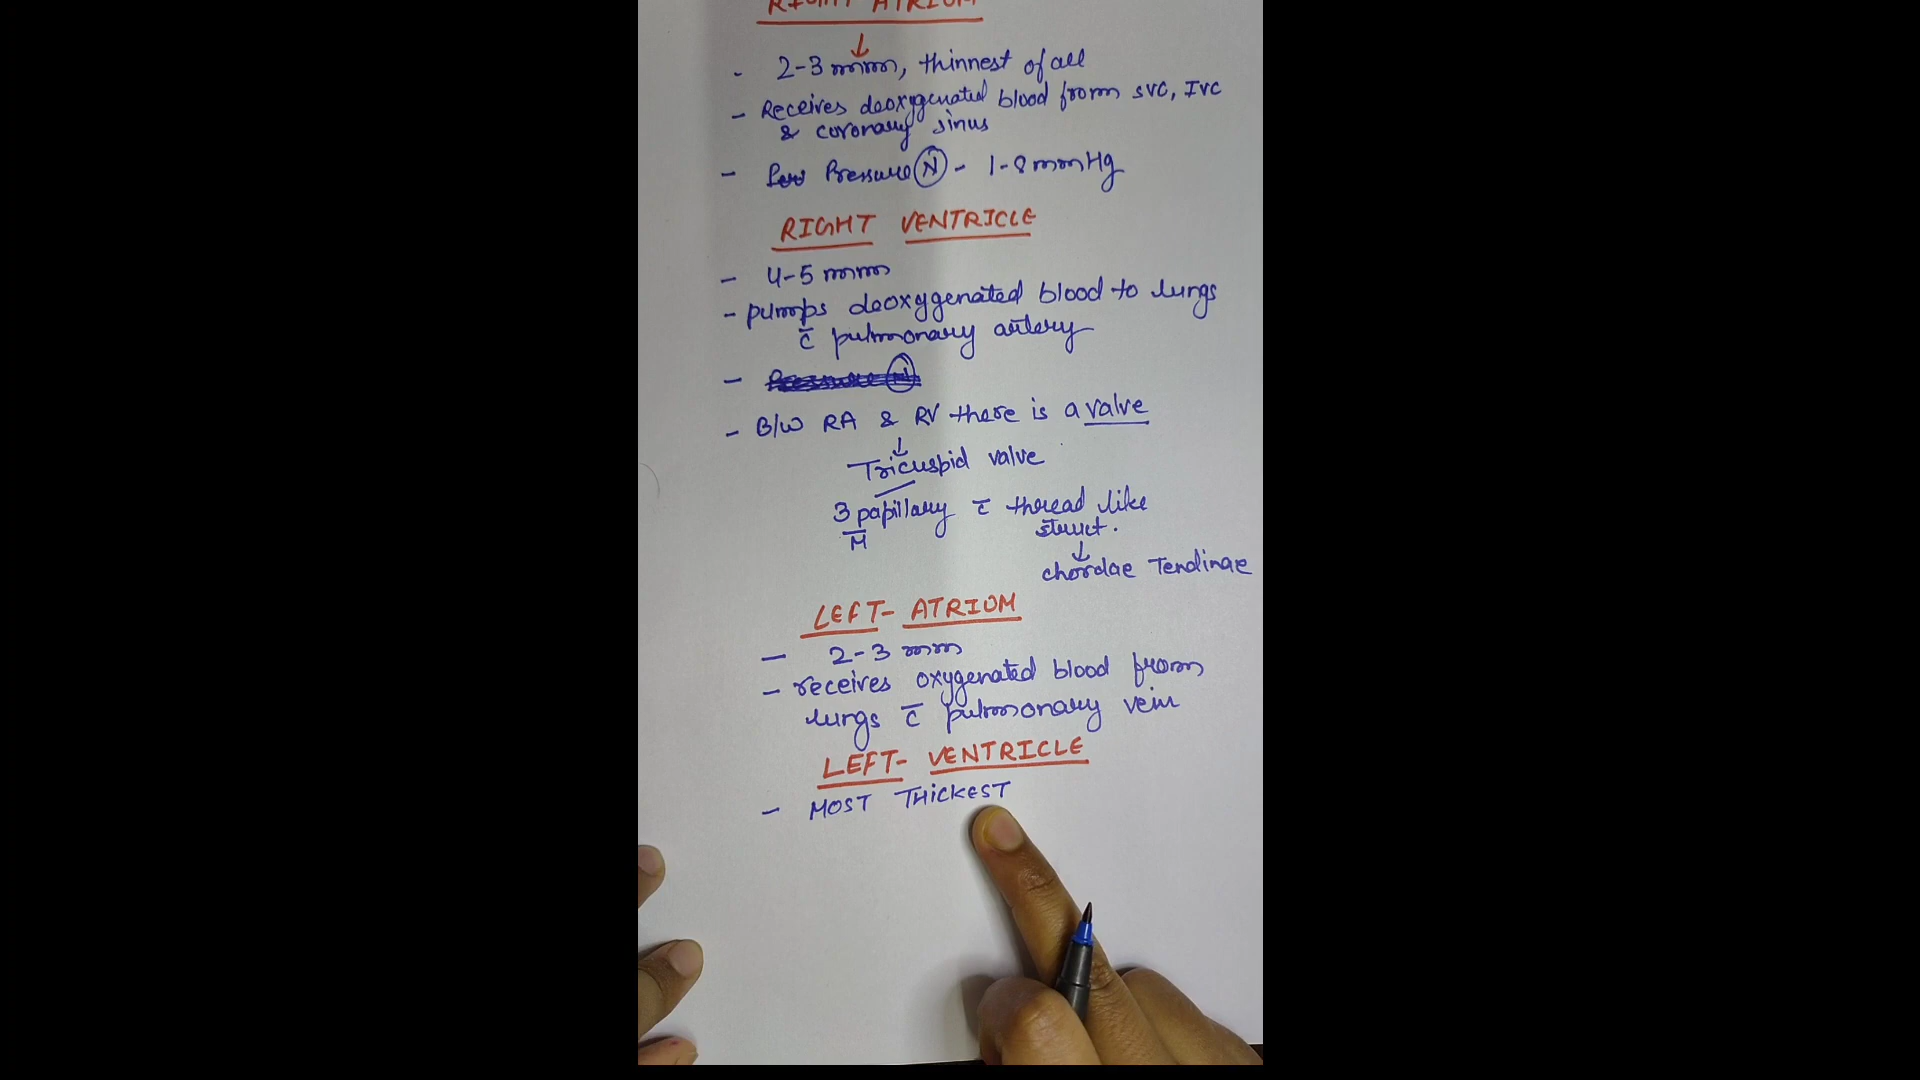 RIGHT ATRIUM
↓
- 2-3 mm, thinnest of all
- Receives deoxygenated blood from SVC, IVC
& coronary sinus
- Pressure Ⓝ - 1-8 mmHg
RIGHT VENTRICLE
- 4-5 mm
- pumps deoxygenated blood to lungs
c̅ pulmonary artery
-
- B/W RA & RV there is a valve
↓
Tricuspid valve
3 papillary c̅ thread like
M struct.
↓
chordae Tendinae
LEFT- ATRIUM
- 2-3 mm
- receives oxygenated blood from
lungs c̅ pulmonary vein
LEFT- VENTRICLE
- MOST THICKEST